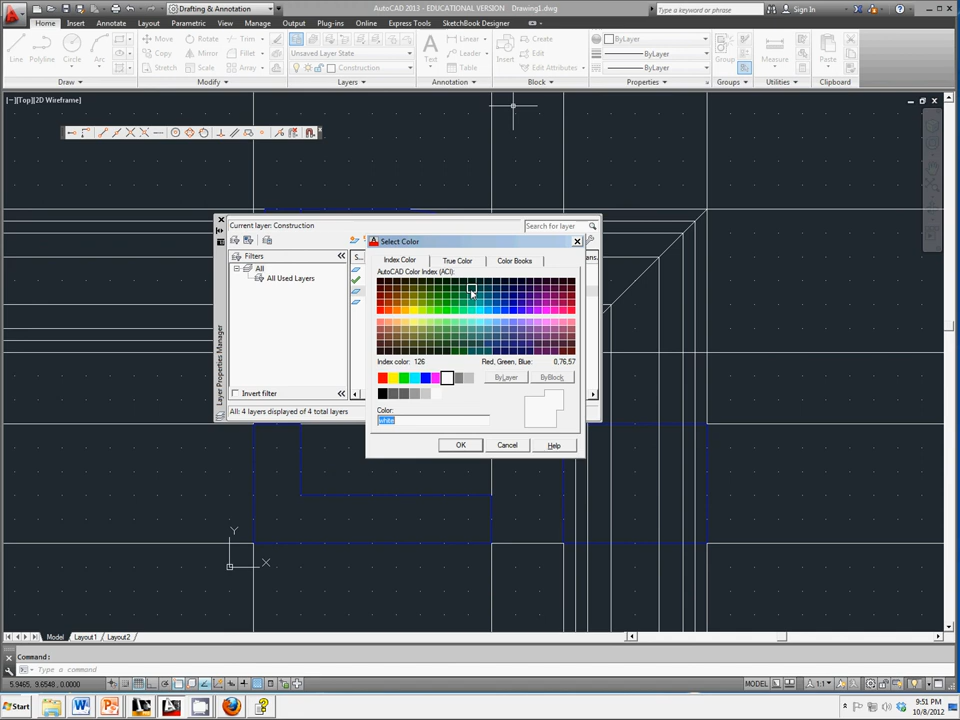 Drafting & Annotation
AutoCAD 2013 - EDUCATIONAL VERSION Drawing1.dwg
Type a keyword or phrase
Sign In
Home Insert Annotate Layout Parametric View Manage Output Plug-ins Online Express Tools SketchBook Designer
Line Polyline Circle Arc
Move Rotate Trim
Copy Mirror Fillet
Stretch Scale Array
Unsaved Layer State
Construction
Text
Linear
Leader
Table
Insert
Create
Edit
Edit Attributes
ByLayer
ByLayer
ByLayer
Group
Measure
Paste
Draw Modify Layers Annotation Block Properties Groups Utilities Clipboard
[−][Top][2D Wireframe]
Current layer: Construction
Search for layer
Filters
All
All Used Layers
S...
Invert filter
All: 4 layers displayed of 4 total layers
Layer Properties Manager
Select Color
Index Color True Color Color Books
AutoCAD Color Index (ACI):
Index color: 126
Red, Green, Blue: 0,76,57
ByLayer ByBlock
Color:
white
OK Cancel Help
Y
X
Model Layout1 Layout2
Command:
Type a command
5.9465, 9.6548, 0.0000
MODEL
1:1
Start
9:51 PM
10/8/2012